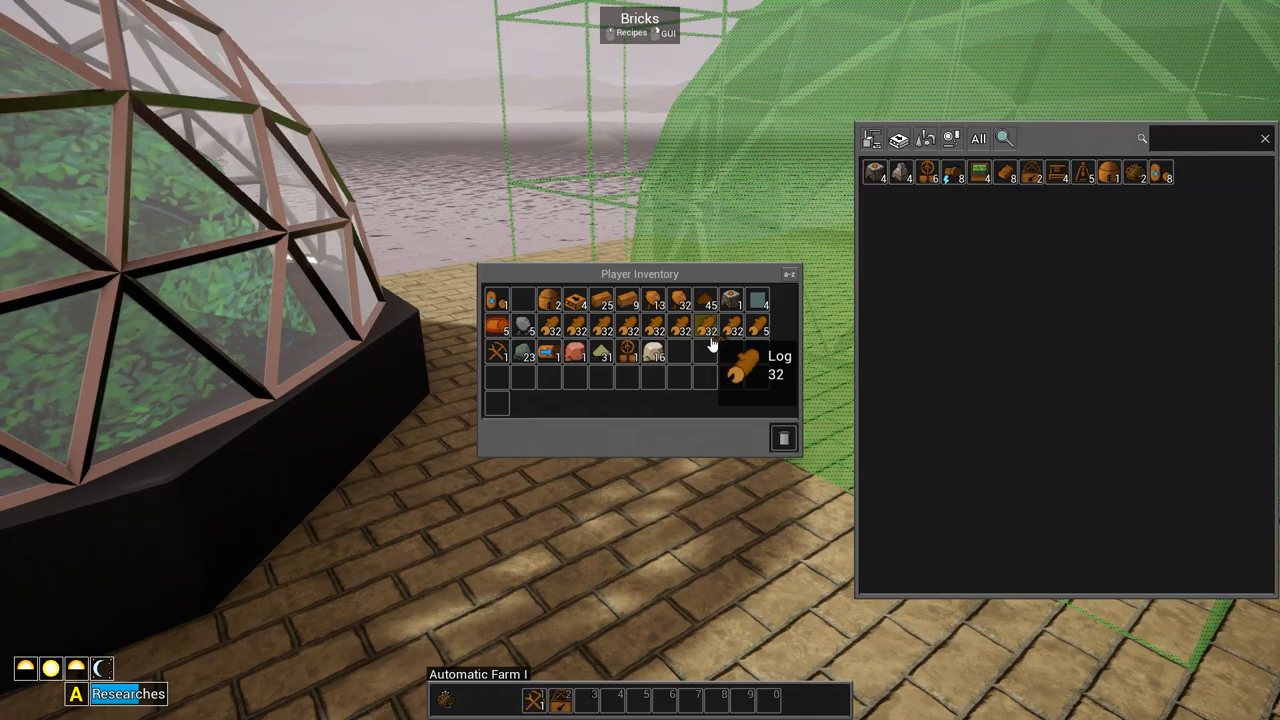 Bricks
Recipes GUI
All
4 4 6 8 4 8 2 4 5 1 2 8
Player Inventory
a-z
1 2 4 25 9 13 32 45 1 4
5 5 32 32 32 32 32 32 32 32 5
1 23 1 1 31 1 16
Log
32
A Researches
Automatic Farm I
1 2 3 4 5 6 7 8 9 0